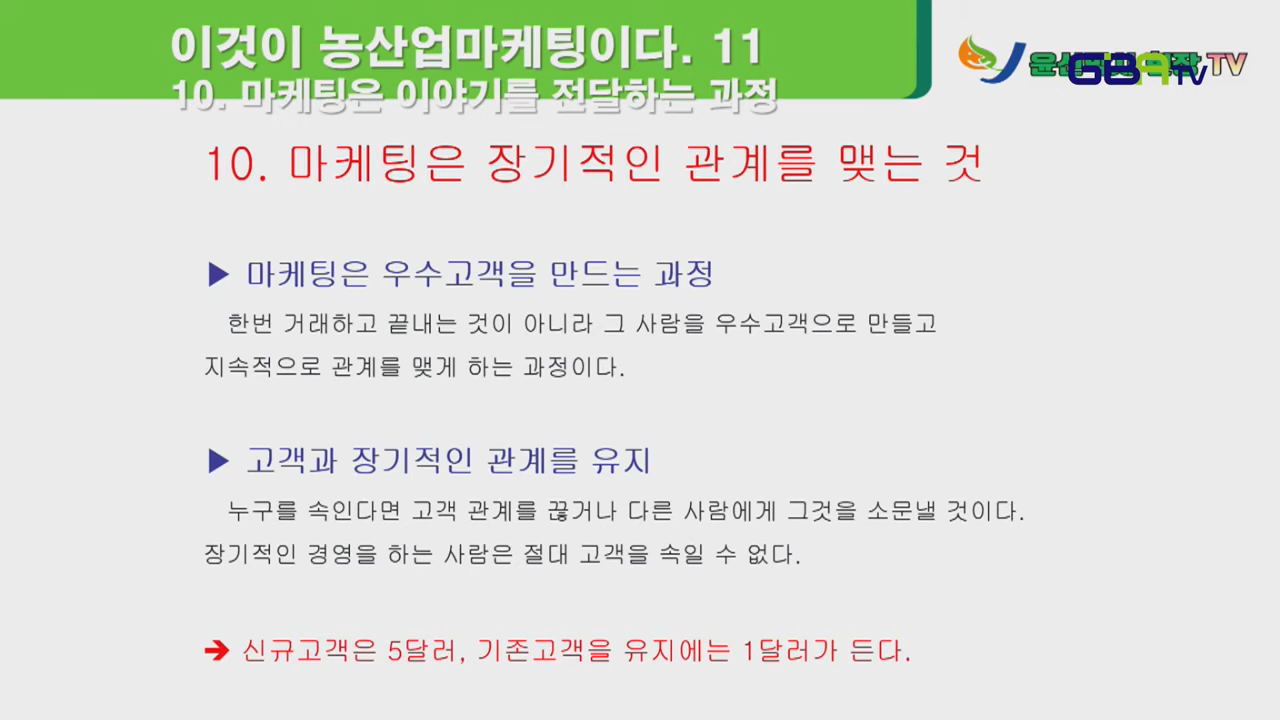 이것이 농산업마케팅이다. 11
10. 마케팅은 이야기를 전달하는 과정
TV
GBATV
10. 마케팅은 장기적인 관계를 맺는 것
▶ 마케팅은 우수고객을 만드는 과정
한번 거래하고 끝내는 것이 아니라 그 사람을 우수고객으로 만들고
지속적으로 관계를 맺게 하는 과정이다.
▶ 고객과 장기적인 관계를 유지
누구를 속인다면 고객 관계를 끊거나 다른 사람에게 그것을 소문낼 것이다.
장기적인 경영을 하는 사람은 절대 고객을 속일 수 없다.
➔ 신규고객은 5달러, 기존고객을 유지에는 1달러가 든다.